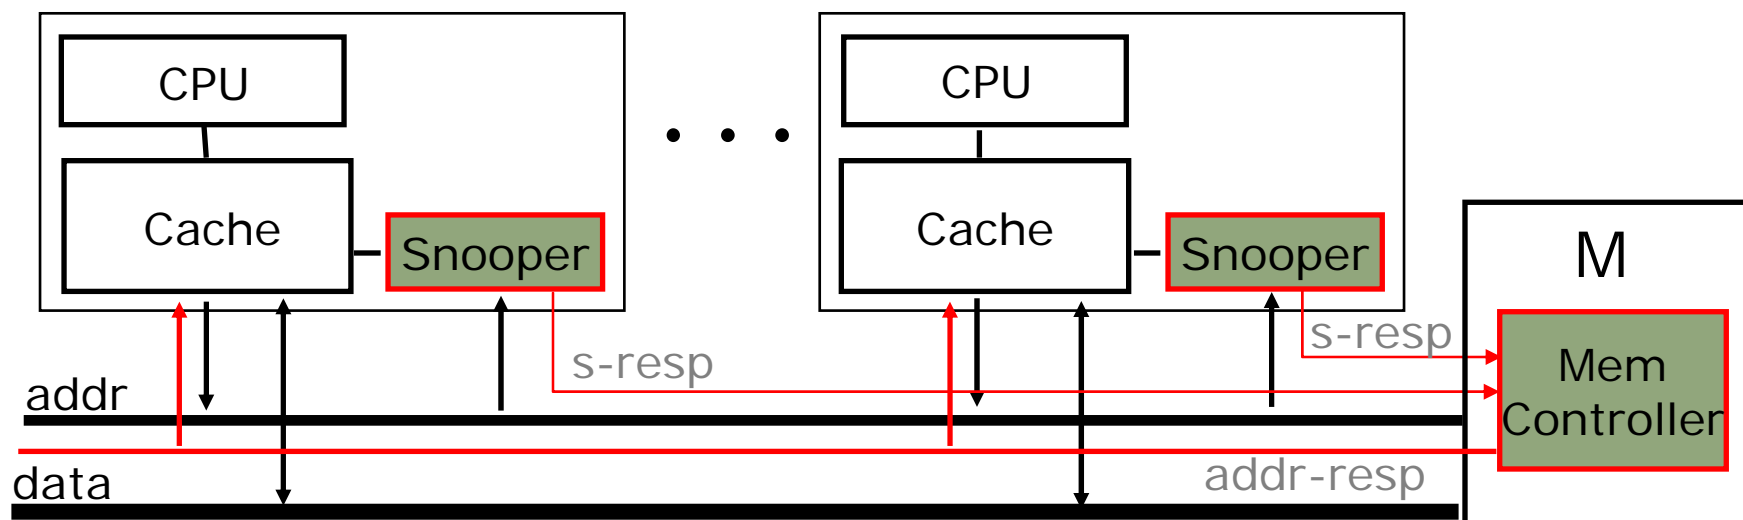 CPU
CPU
Cache
Snooper
Cache
Snooper
M
s-resp
s-resp
Mem
Controller
addr
addr-resp
data